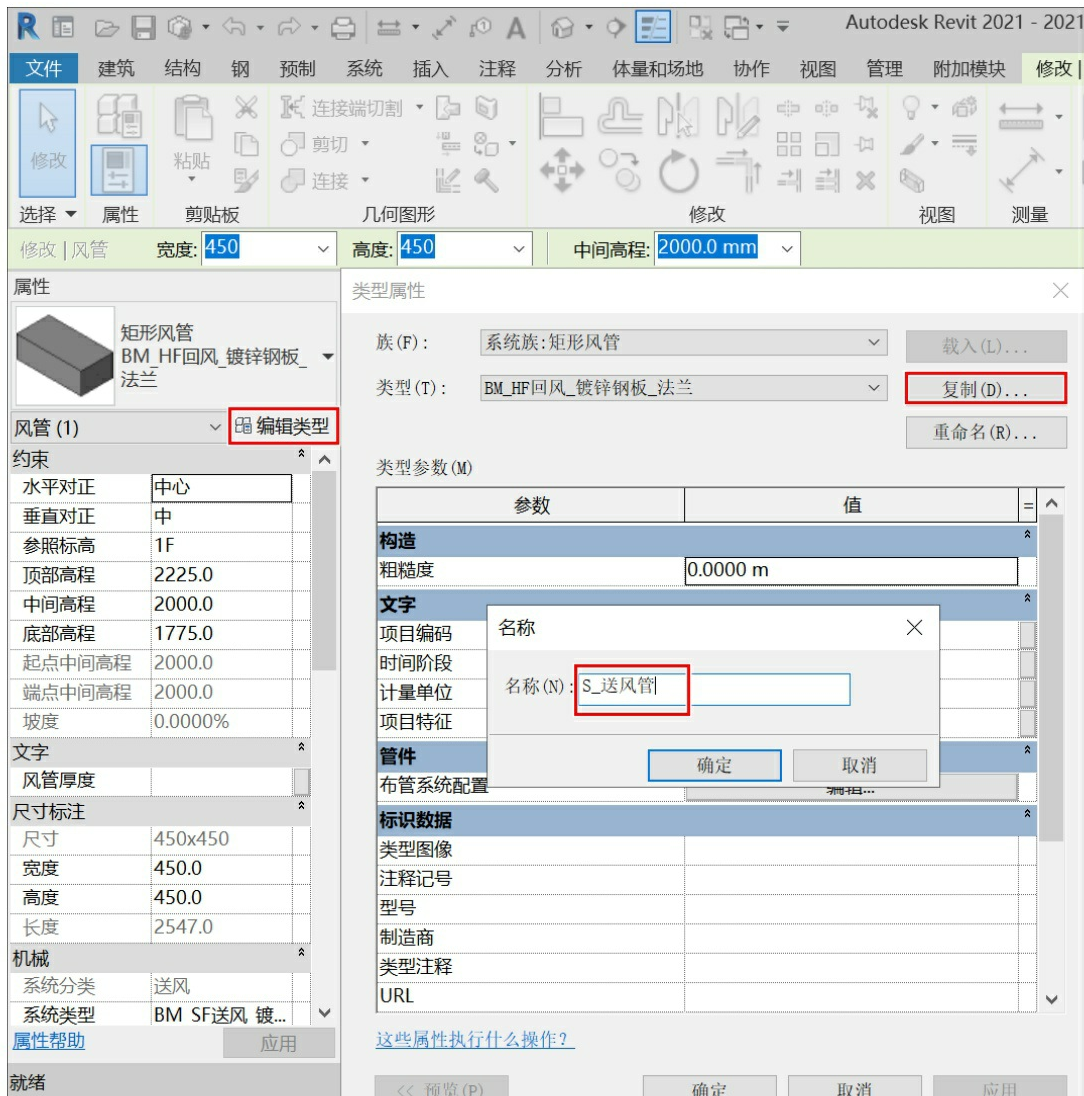 Autodesk Revit 2021 - 2021
文件 建筑 结构 钢 预制 系统 插入 注释 分析 体量和场地 协作 视图 管理 附加模块 修改 |
修改 粘贴 连接端切割
剪切
连接
选择 属性 剪贴板 几何图形 修改 视图 测量
修改 | 风管 宽度: 450 高度: 450 中间高程: 2000.0 mm
属性
矩形风管
BM_HF回风_镀锌钢板_
法兰
风管 (1) 编辑类型
约束
水平对正 中心
垂直对正 中
参照标高 1F
顶部高程 2225.0
中间高程 2000.0
底部高程 1775.0
起点中间高程 2000.0
端点中间高程 2000.0
坡度 0.0000%
文字
风管厚度
尺寸标注
尺寸 450x450
宽度 450.0
高度 450.0
长度 2547.0
机械
系统分类 送风
系统类型 BM_SF送风_镀...
属性帮助 应用
就绪
类型属性
族(F): 系统族:矩形风管 载入(L)...
类型(T): BM_HF回风_镀锌钢板_法兰 复制(D)...
重命名(R)...
类型参数(M)
参数 值 =
构造
粗糙度 0.0000 m
文字
项目编码
时间阶段
计量单位
项目特征
管件
布管系统配置 编辑...
标识数据
类型图像
注释记号
型号
制造商
类型注释
URL
名称
名称(N): S_送风管
确定 取消
这些属性执行什么操作?
<< 预览(P) 确定 取消 应用